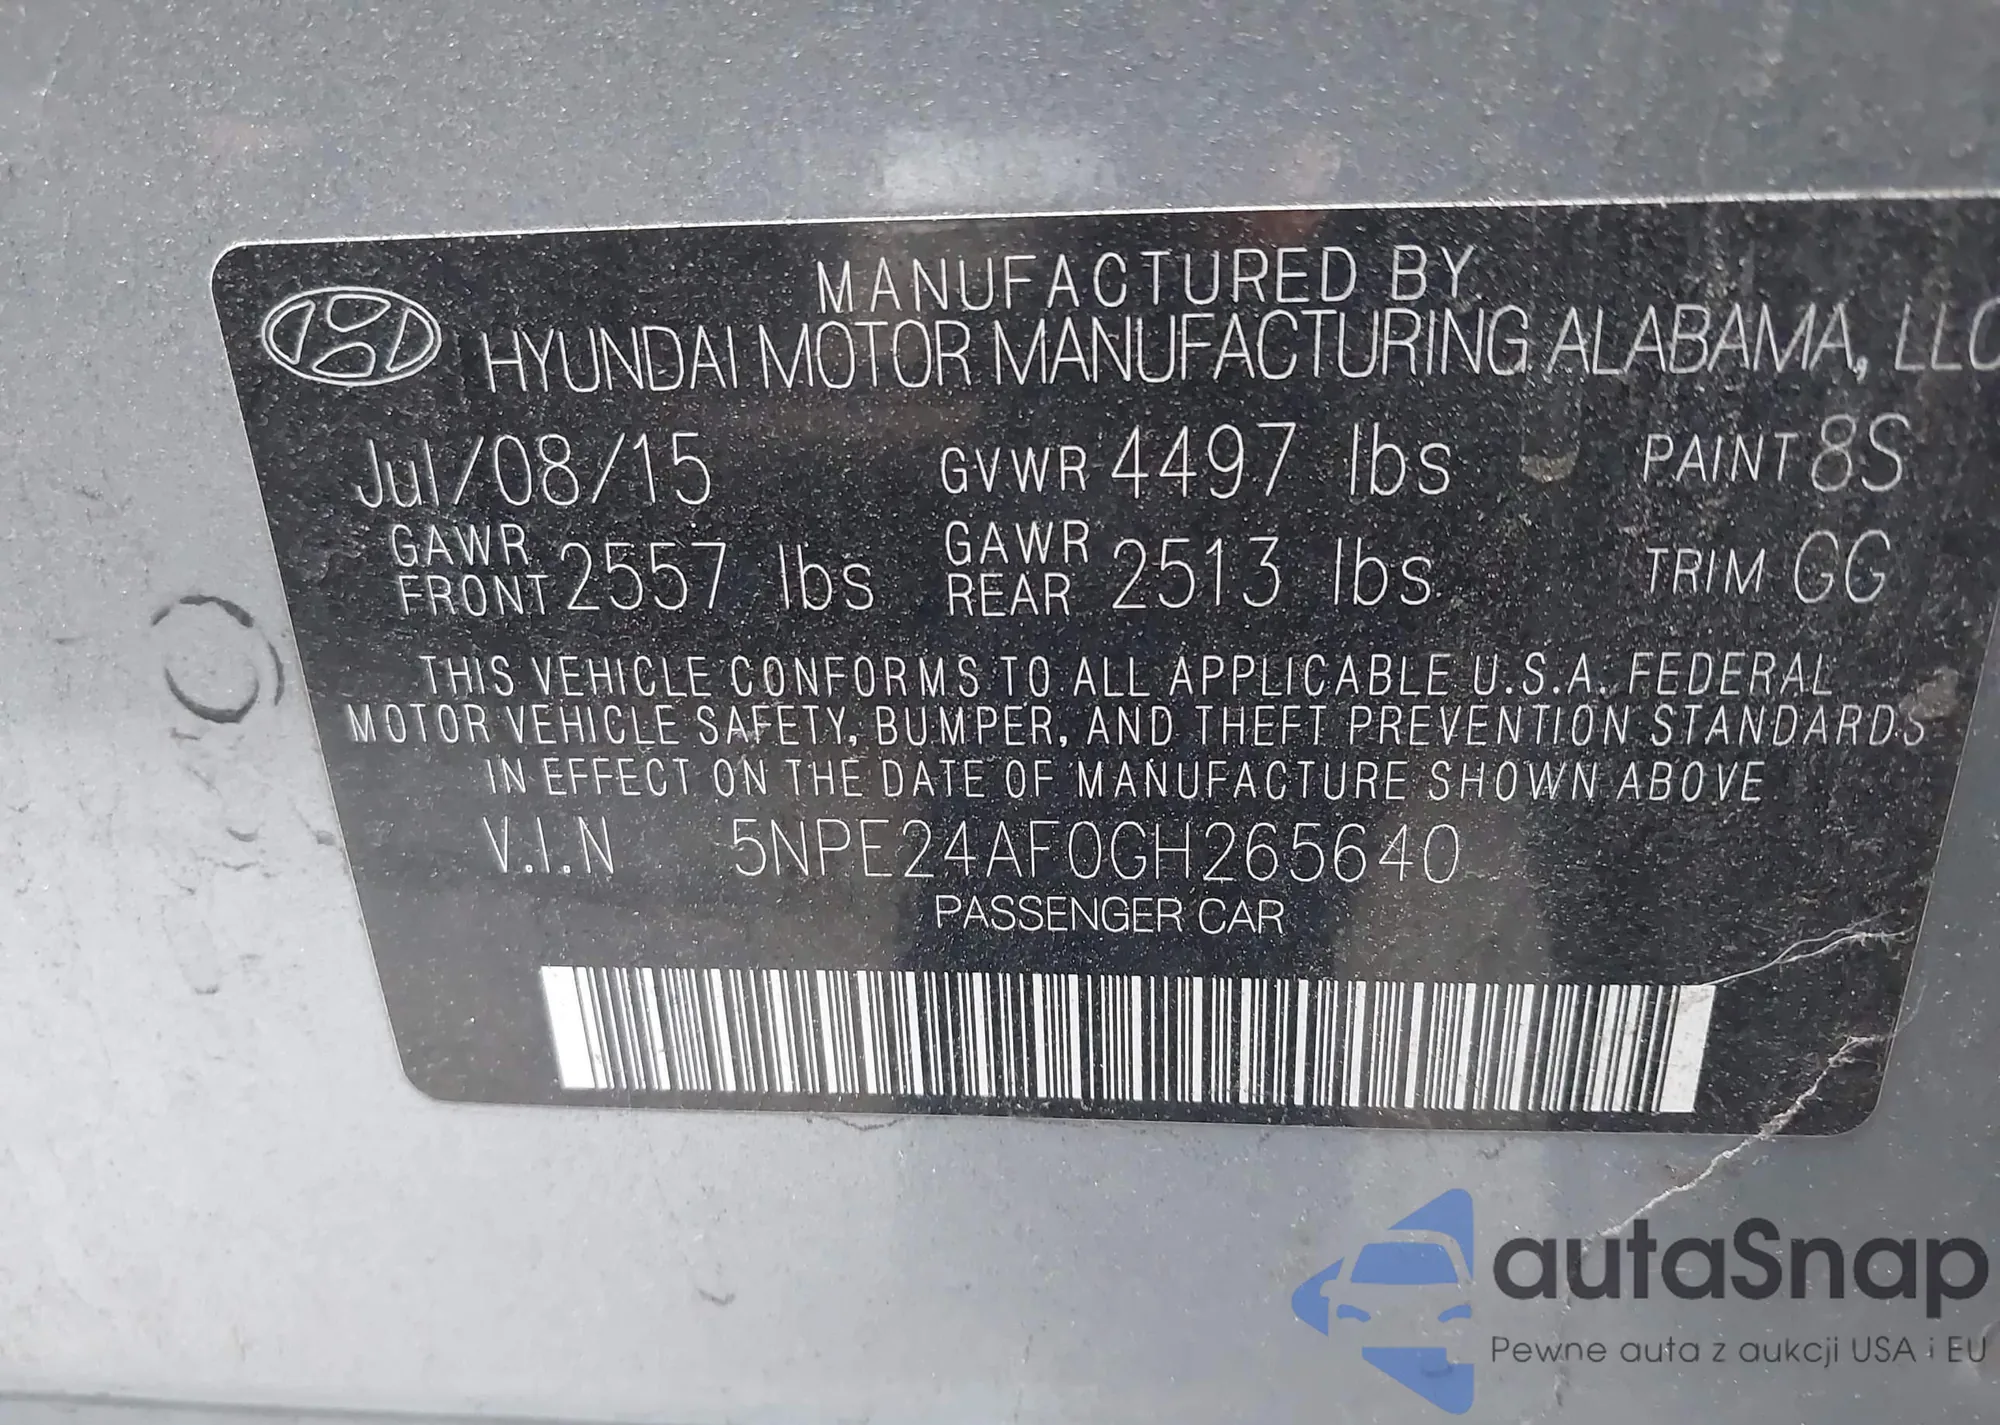 MANUFACTURED BY
HYUNDAI MOTOR MANUFACTURING ALABAMA, LLC
Jul/08/15 GVWR 4497 lbs PAINT 8S
GAWR FRONT 2557 lbs GAWR REAR 2513 lbs TRIM GG
THIS VEHICLE CONFORMS TO ALL APPLICABLE U.S.A. FEDERAL
MOTOR VEHICLE SAFETY, BUMPER, AND THEFT PREVENTION STANDARDS
IN EFFECT ON THE DATE OF MANUFACTURE SHOWN ABOVE
V.I.N 5NPE24AF0GH265640
PASSENGER CAR
autaSnap
Pewne auta z aukcji USA i EU